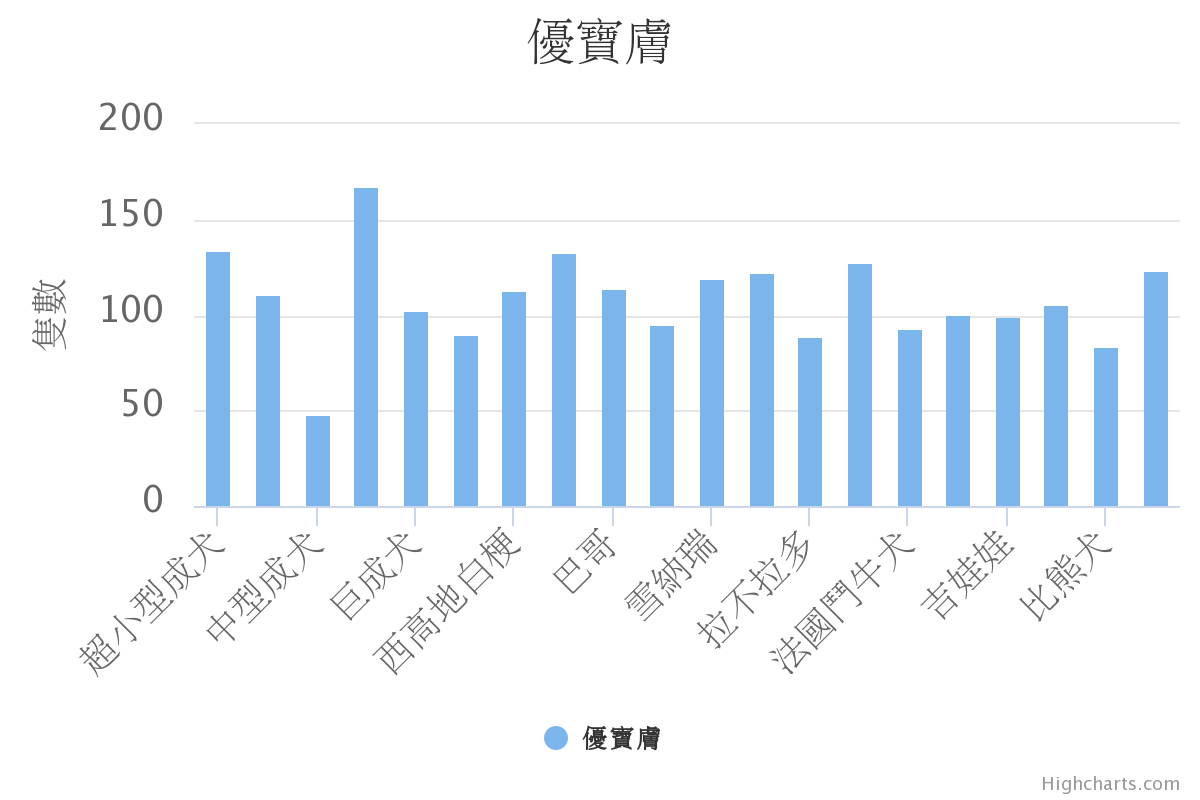 優寶膚
200
150
100
50
0
隻數
超小型成犬
中型成犬
巨成犬
西高地白梗
巴哥
雪納瑞
拉不拉多
法國鬥牛犬
吉娃娃
比熊犬
優寶膚
Highcharts.com